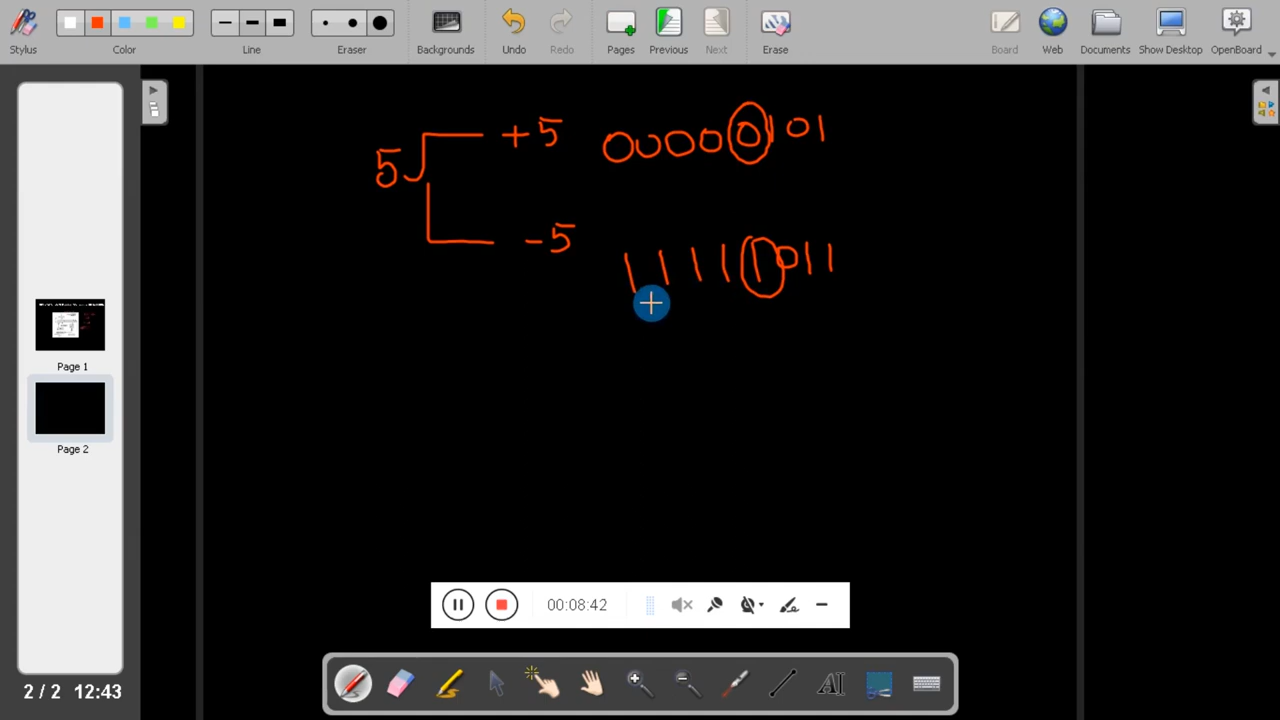 Stylus Color Line Eraser Backgrounds Undo Redo Pages Previous Next Erase Board Web Documents Show Desktop OpenBoard
+5 00000101
5
-5 11111011
Page 1
Page 2
00:08:42
2 / 2 12:43
AI